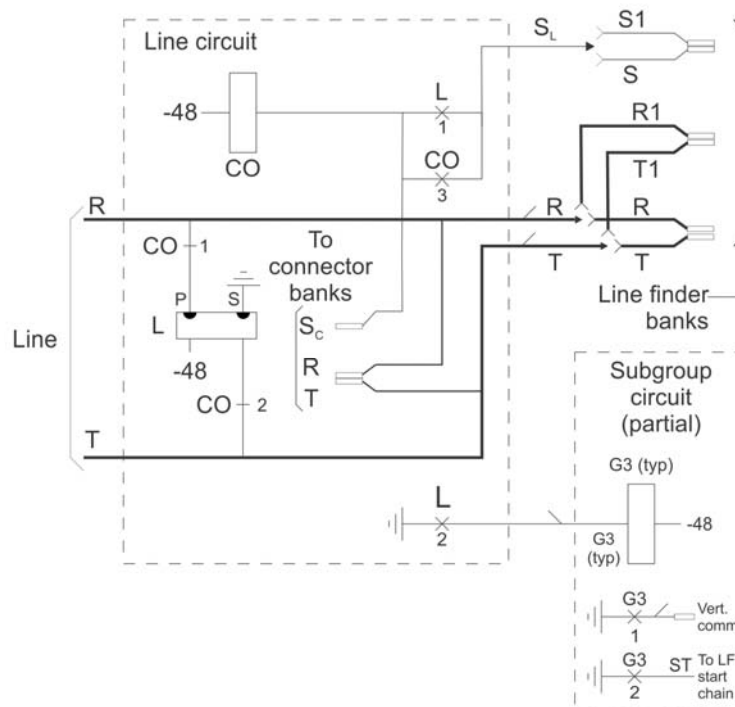 Line circuit
-48
CO
L
1
CO
3
S_L
S1
S
R1
T1
R
R
T
T
R
CO
1
To
connector
banks
P
S
L
-48
S_C
R
T
CO
2
Line
T
Line finder
banks
L
2
Subgroup
circuit
(partial)
G3 (typ)
G3
(typ)
-48
G3
1
Vert.
comm
G3
2
ST
To LF
start
chain